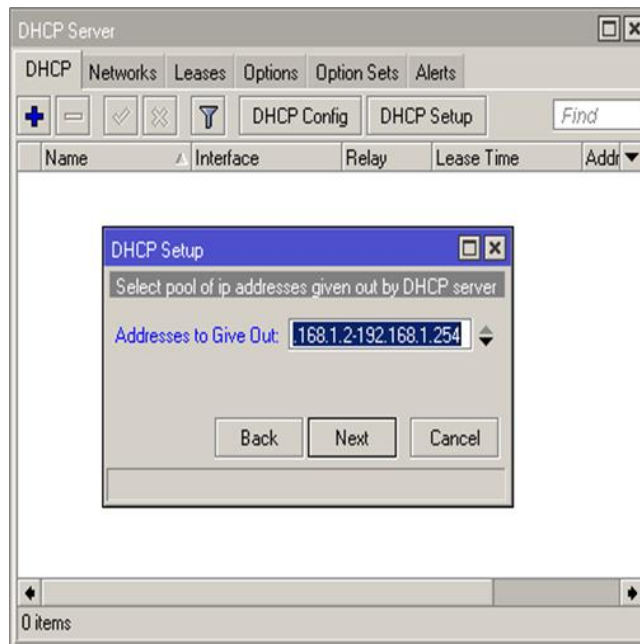 DHCP Server
DHCP Networks Leases Options Option Sets Alerts
DHCP Config DHCP Setup Find
Name Interface Relay Lease Time Addr
DHCP Setup
Select pool of ip addresses given out by DHCP server
Addresses to Give Out: .168.1.2-192.168.1.254
Back Next Cancel
0 items